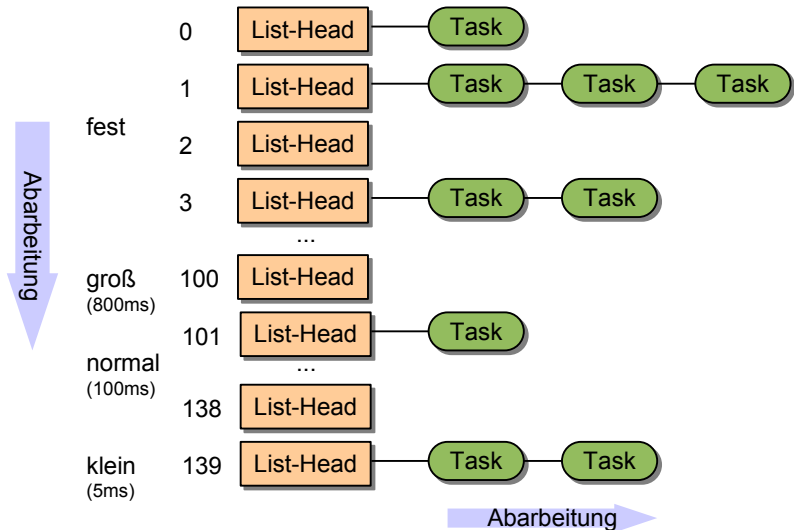 0 List-Head Task
1 List-Head Task Task Task
fest
2 List-Head
3 List-Head Task Task
...
groß 100 List-Head
(800ms)
101 List-Head Task
normal
(100ms)
...
138 List-Head
klein 139 List-Head Task Task
(5ms)
Abarbeitung
Abarbeitung